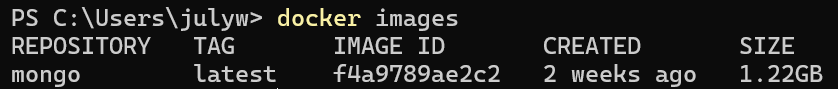 PS C:\Users\julyw> docker images
REPOSITORY TAG IMAGE ID CREATED SIZE
mongo latest f4a9789ae2c2 2 weeks ago 1.22GB